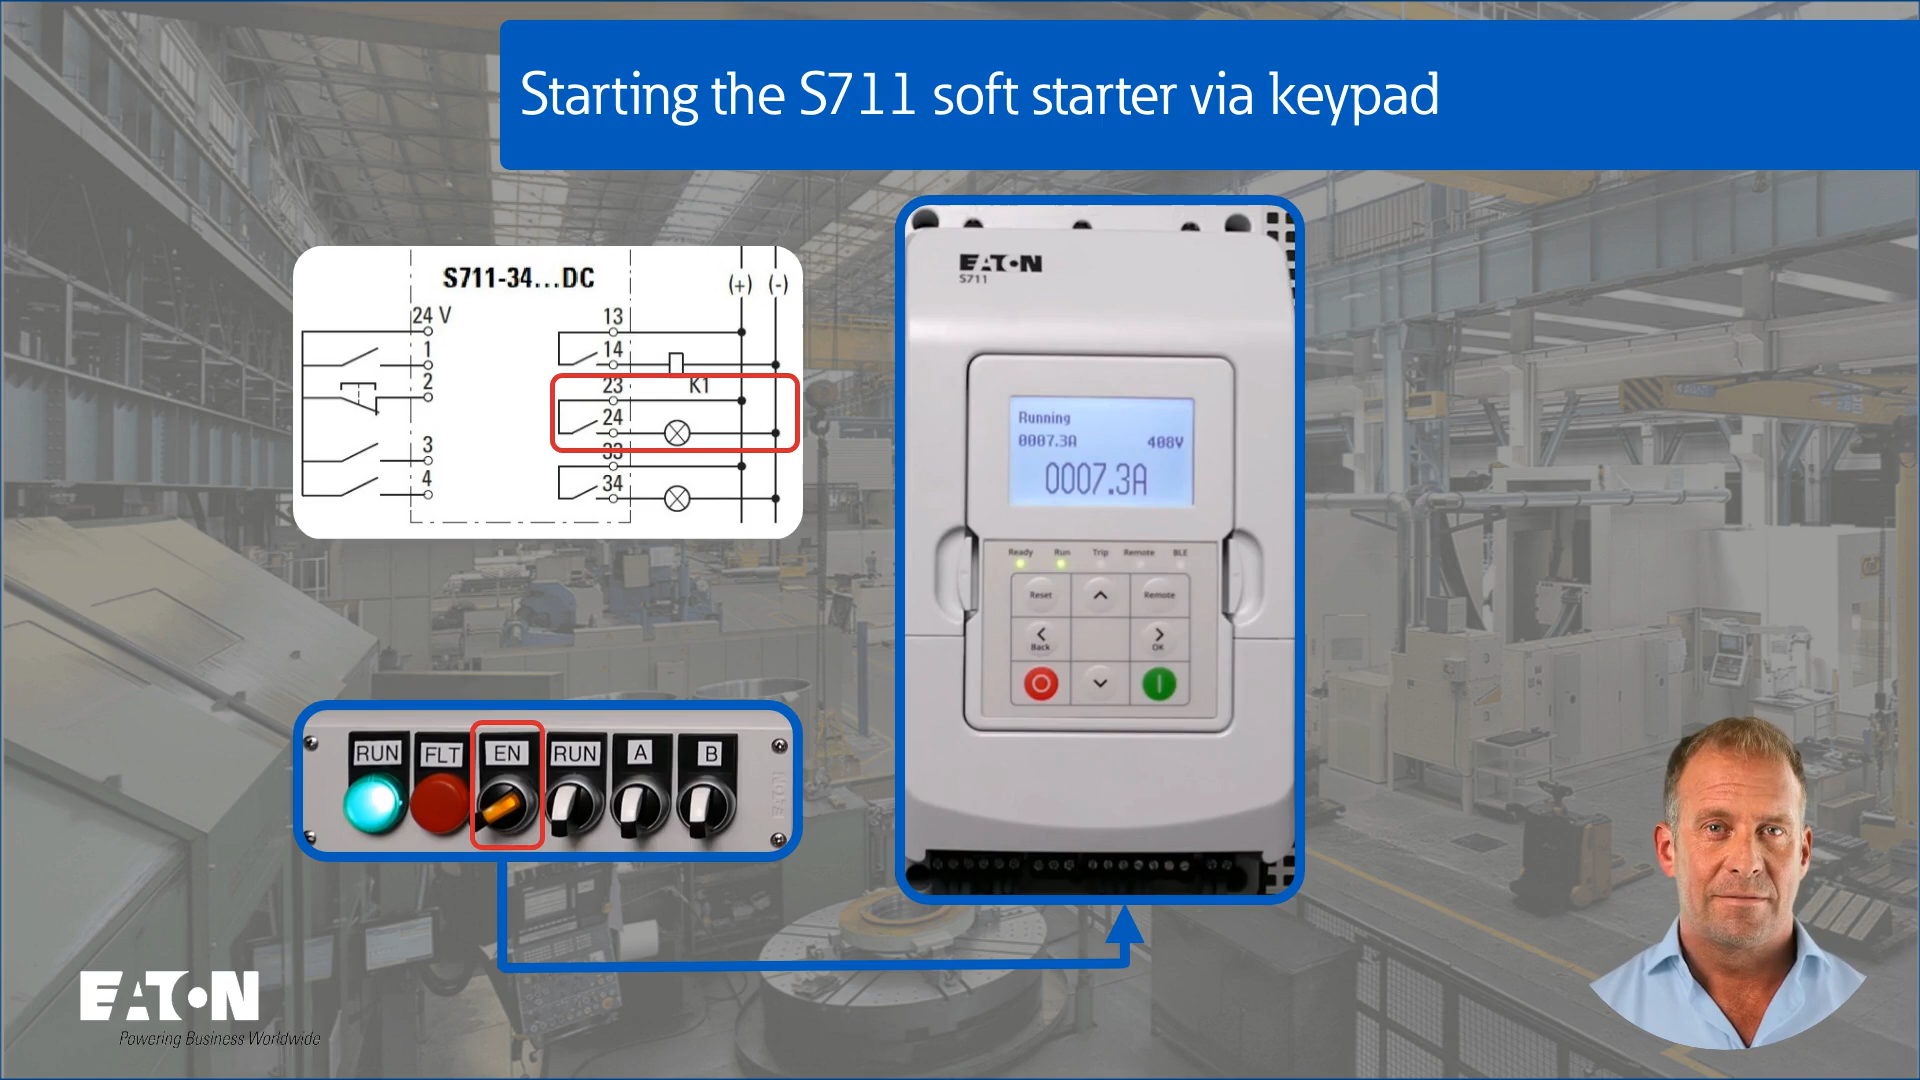 Starting the S711 soft starter via keypad
S711-34...DC
(+) (-)
24 V
13
1
14
2
23
K1
24
3
33
4
34
EATON
S711
Running
0007.3A 408V
0007.3A
Ready Run Trip Remote BLE
Reset Remote
Back OK
RUN FLT EN RUN A B
EATON
EATON
Powering Business Worldwide